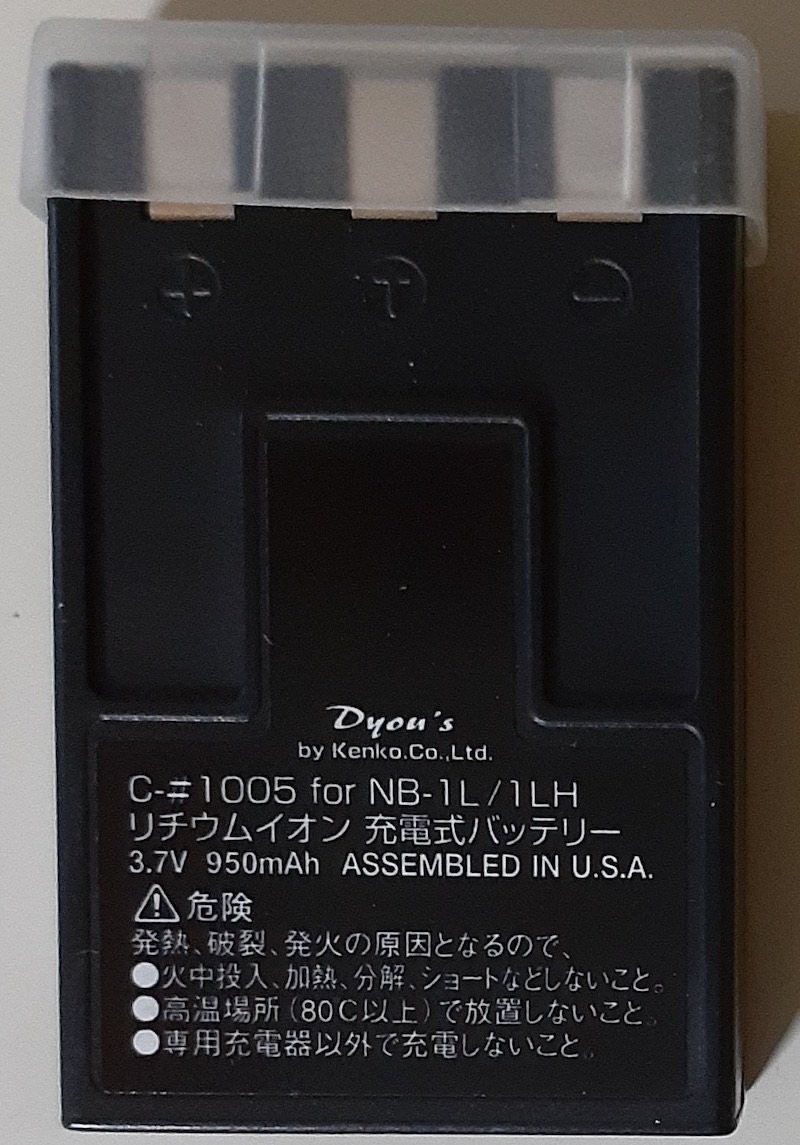 + T −
Dyou's
by Kenko.Co.,Ltd.
C-#1005 for NB-1L/1LH
リチウムイオン 充電式バッテリー
3.7V 950mAh ASSEMBLED IN U.S.A.
⚠危険
発熱、破裂、発火の原因となるので、
●火中投入、加熱、分解、ショートなどしないこと。
●高温場所(80C以上)で放置しないこと。
●専用充電器以外で充電しないこと。